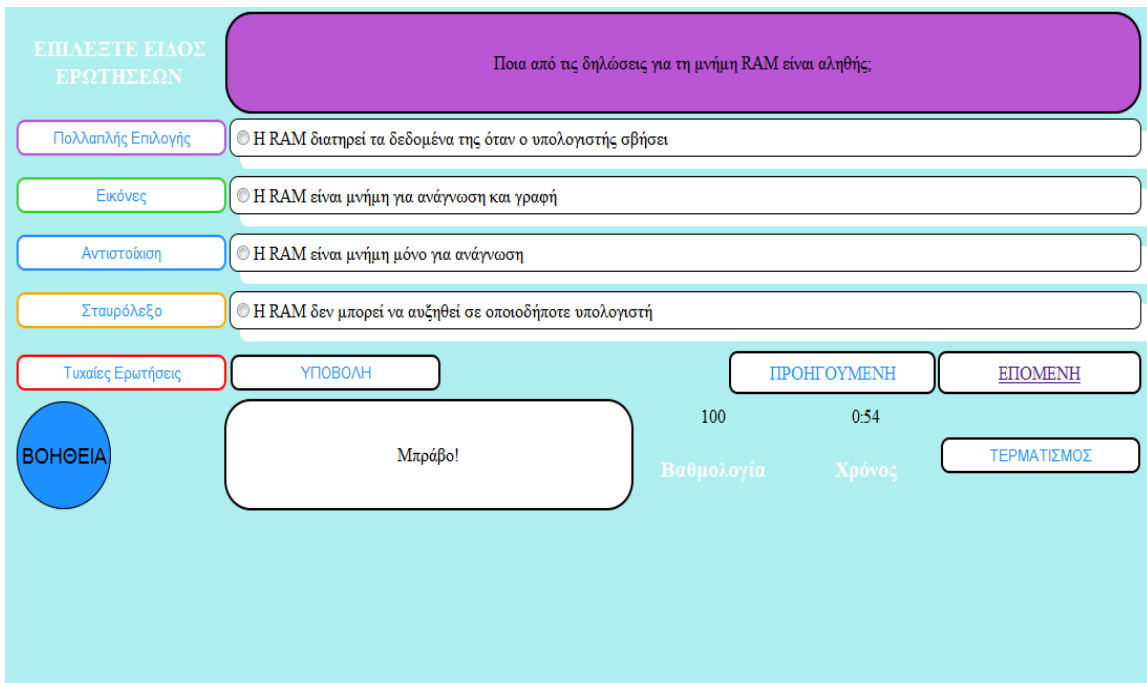 ΕΠΙΛΕΞΤΕ ΕΙΔΟΣ
ΕΡΩΤΗΣΕΩΝ
Ποια από τις δηλώσεις για τη μνήμη RAM είναι αληθής;
Πολλαπλής Επιλογής
Η RAM διατηρεί τα δεδομένα της όταν ο υπολογιστής σβήσει
Εικόνες
Η RAM είναι μνήμη για ανάγνωση και γραφή
Αντιστοίχιση
Η RAM είναι μνήμη μόνο για ανάγνωση
Σταυρόλεξο
Η RAM δεν μπορεί να αυξηθεί σε οποιοδήποτε υπολογιστή
Τυχαίες Ερωτήσεις
ΥΠΟΒΟΛΗ
ΠΡΟΗΓΟΥΜΕΝΗ
ΕΠΟΜΕΝΗ
ΒΟΗΘΕΙΑ
Μπράβο!
100
0:54
Βαθμολογία
Χρόνος
ΤΕΡΜΑΤΙΣΜΟΣ